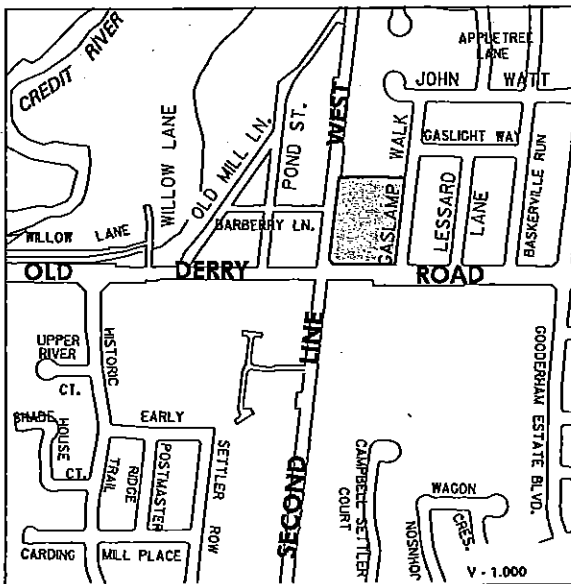 CREDIT RIVER
APPLETREE
LANE
JOHN WATT
WILLOW LANE
OLD MILL LN.
POND ST.
WEST
GASLAMP WALK
GASLIGHT WAY
LESSARD
LANE
BASKERVILLE RUN
BARBERRY LN.
WILLOW LANE
OLD DERRY ROAD
UPPER
RIVER
CT.
HISTORIC
LINE
GOODERHAM ESTATE BLVD.
SHADE
HOUSE
CT.
EARLY
SETTLER
ROW
RIDGE
TRAIL
POSTMASTER
SECOND
CAMPBELL SETTLER
COURT
WAGON
CRES.
JOHNSON
CARDING
MILL PLACE
V - 1.000